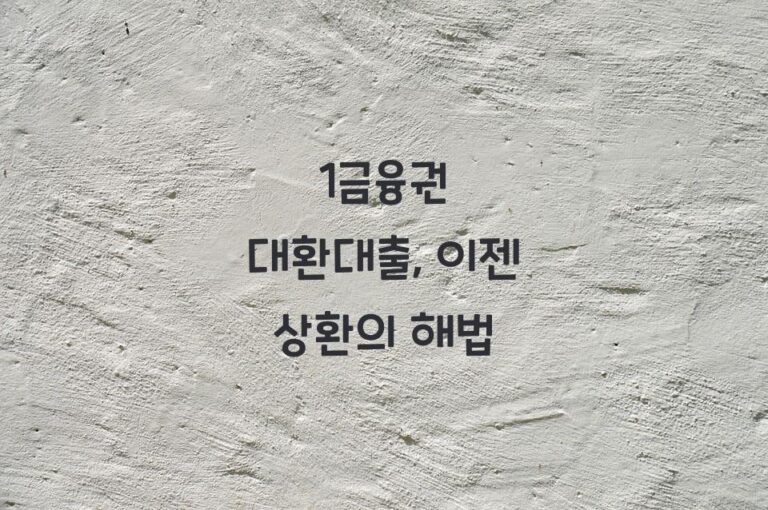 1금융권
대환대출, 이젠
상환의 해법